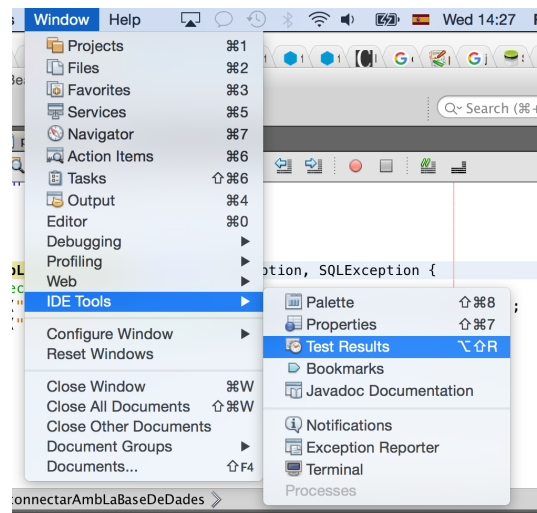 Window Help Wed 14:27
Projects ⌘1
Files ⌘2
Favorites ⌘3
Services ⌘5
Navigator ⌘7
Action Items ⌘6
Tasks ⇧⌘6
Output ⌘4
Editor ⌘0
Debugging
Profiling
Web
IDE Tools
Configure Window
Reset Windows
Close Window ⌘W
Close All Documents ⇧⌘W
Close Other Documents
Document Groups
Documents... ⇧F4
Search (⌘+
ption, SQLException {
Palette ⇧⌘8
Properties ⇧⌘7
Test Results ⌥⇧R
Bookmarks
Javadoc Documentation
Notifications
Exception Reporter
Terminal
Processes
onnectarAmbLaBaseDeDades